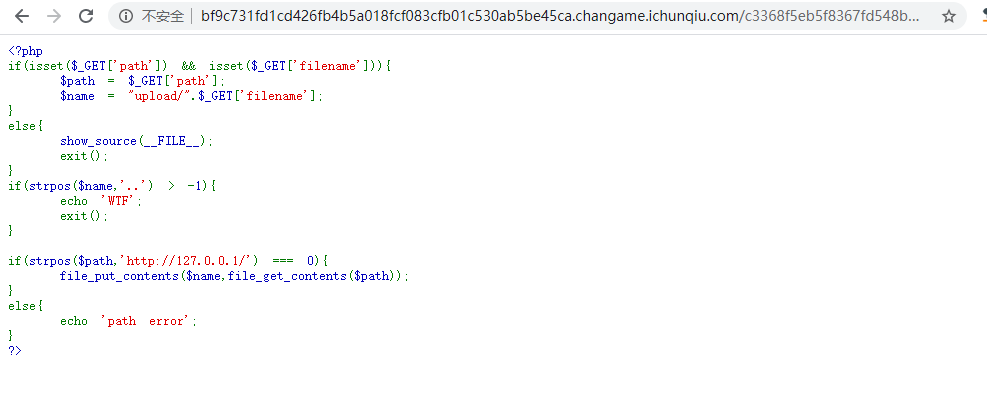 不安全 bf9c731fd1cd426fb4b5a018fcf083cfb01c530ab5be45ca.changame.ichunqiu.com/c3368f5eb5f8367fd548b...
<?php
if(isset($_GET['path']) && isset($_GET['filename'])){
$path = $_GET['path'];
$name = "upload/".$_GET['filename'];
}
else{
show_source(__FILE__);
exit();
}
if(strpos($name,'..') > -1){
echo 'WTF';
exit();
}
if(strpos($path,'http://127.0.0.1/') === 0){
file_put_contents($name,file_get_contents($path));
}
else{
echo 'path error';
}
?>